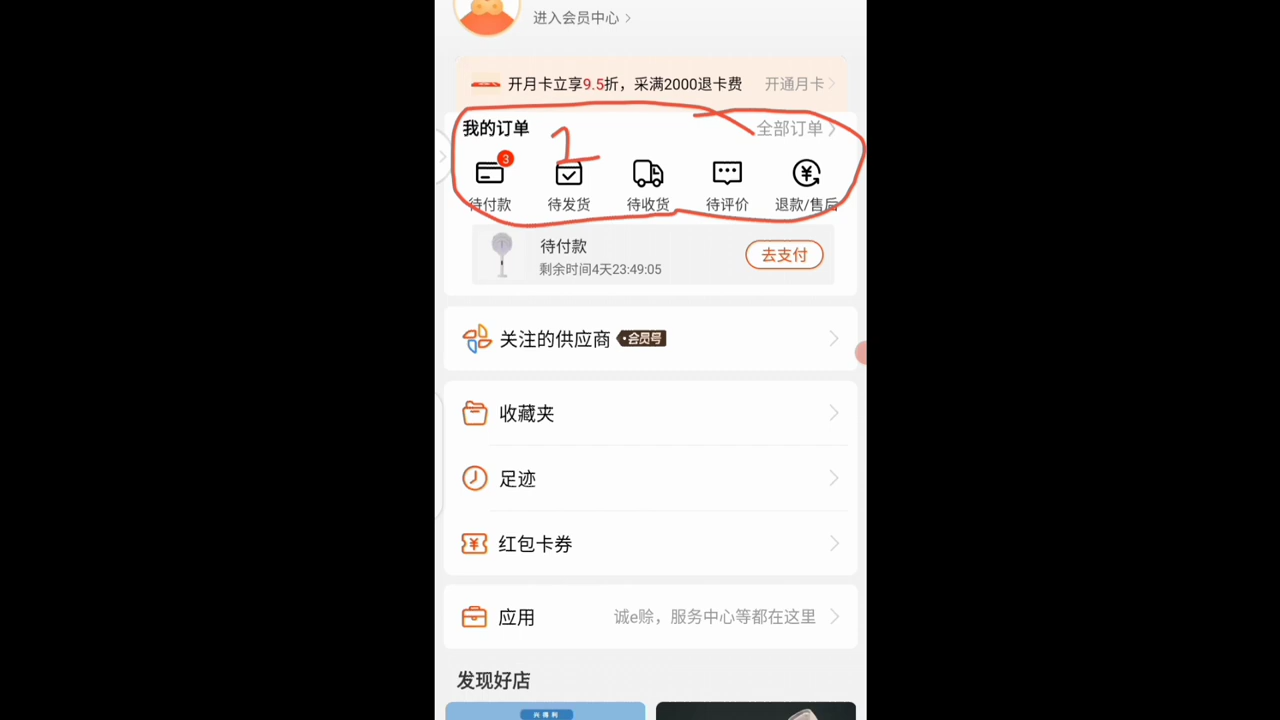 进入会员中心
开月卡立享9.5折，采满2000退卡费 开通月卡
我的订单 2 全部订单
3
待付款 待发货 待收货 待评价 退款/售后
待付款
剩余时间4天23:49:05
去支付
关注的供应商 会员号
收藏夹
足迹
红包卡券
应用 诚e赊，服务中心等都在这里
发现好店
兴得利